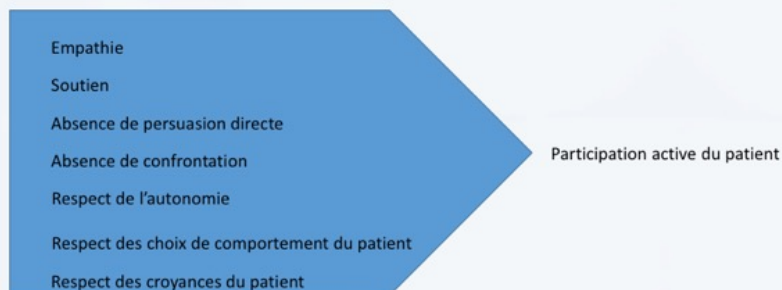 Empathie
Soutien
Absence de persuasion directe
Absence de confrontation
Respect de l'autonomie
Respect des choix de comportement du patient
Respect des croyances du patient
Participation active du patient